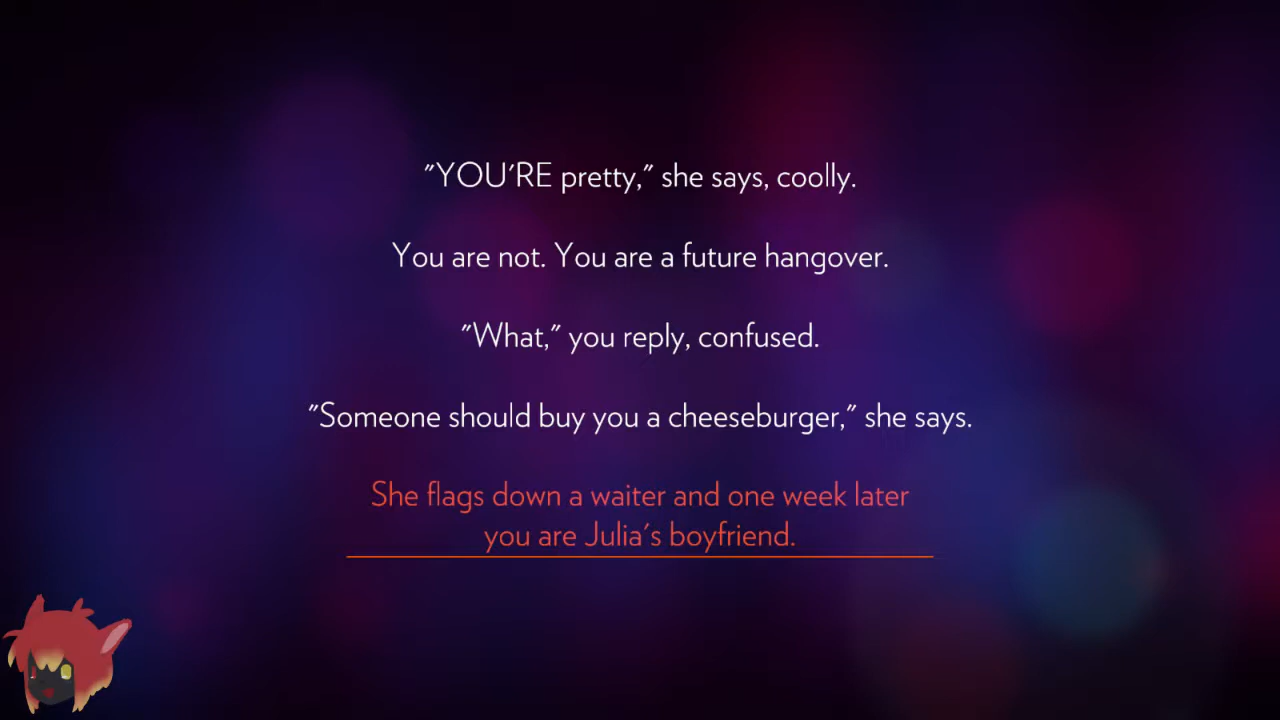 "YOU'RE pretty," she says, coolly.
You are not. You are a future hangover.
"What," you reply, confused.
"Someone should buy you a cheeseburger," she says.
She flags down a waiter and one week later
you are Julia's boyfriend.